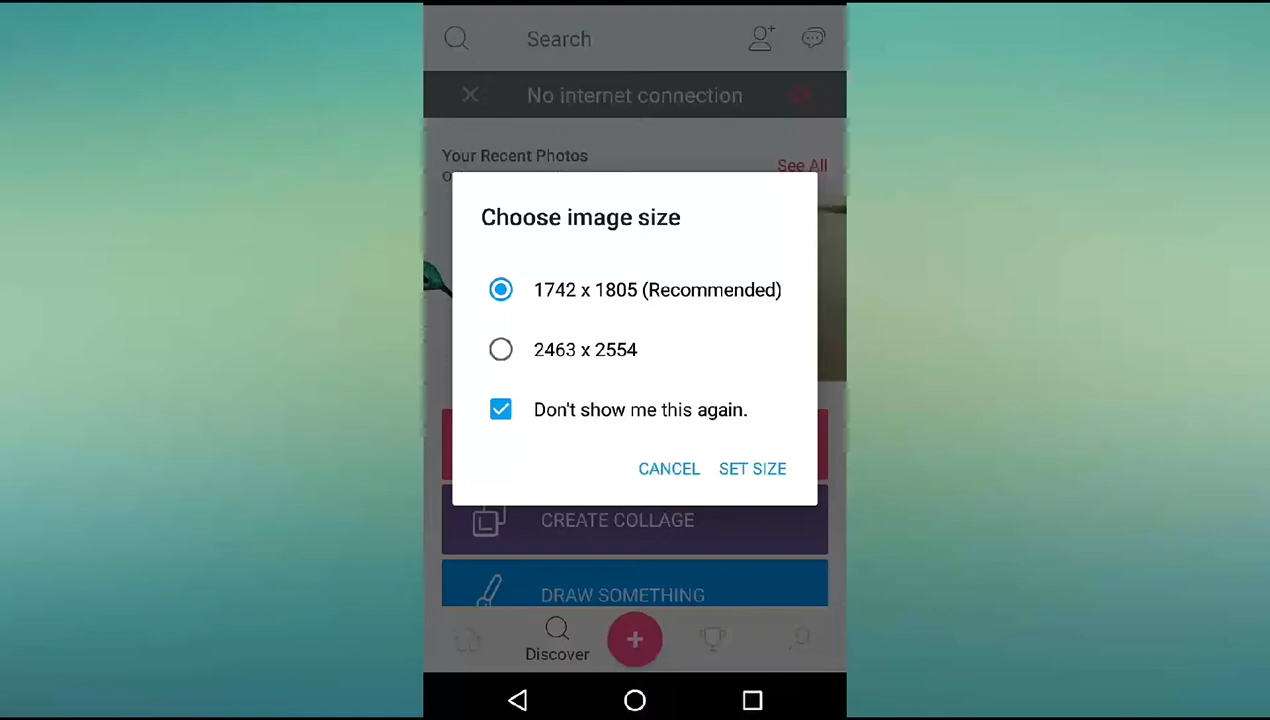 Search
No internet connection
Your Recent Photos
See All
Choose image size
1742 x 1805 (Recommended)
2463 x 2554
Don't show me this again.
CANCEL SET SIZE
CREATE COLLAGE
DRAW SOMETHING
Discover